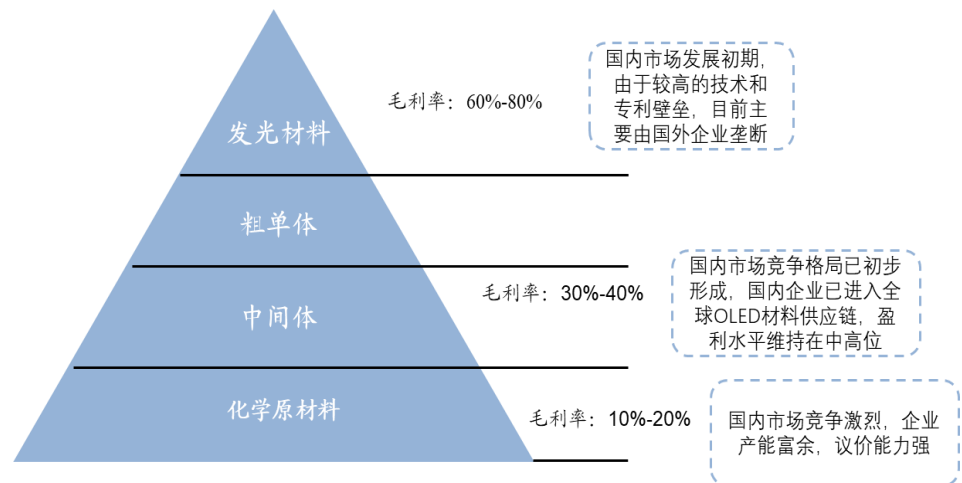 国内市场发展初期，
由于较高的技术和
专利壁垒，目前主
要由国外企业垄断
毛利率：60%-80%
发光材料
粗单体
国内市场竞争格局已初步
形成，国内企业已进入全
球OLED材料供应链，盈
利水平维持在中高位
毛利率：30%-40%
中间体
化学原材料
毛利率：10%-20%
国内市场竞争激烈，企业
产能富余，议价能力强